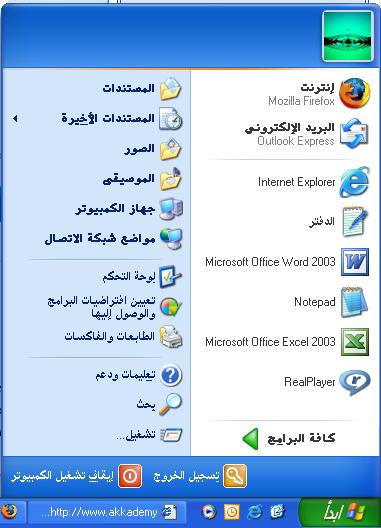 إنترنت
Mozilla Firefox
البريد الإلكتروني
Outlook Express
Internet Explorer
الدفتر
Microsoft Office Word 2003
Notepad
Microsoft Office Excel 2003
RealPlayer
كافة البرامج
المستندات
المستندات الأخيرة
الصور
الموسيقى
جهاز الكمبيوتر
مواضع شبكة الاتصال
لوحة التحكم
تعيين افتراضيات البرامج
والوصول إليها
الطابعات والفاكسات
تعليمات ودعم
بحث
تشغيل...
تسجيل الخروج
إيقاف تشغيل الكمبيوتر
ابدأ
http://www.akkademy...